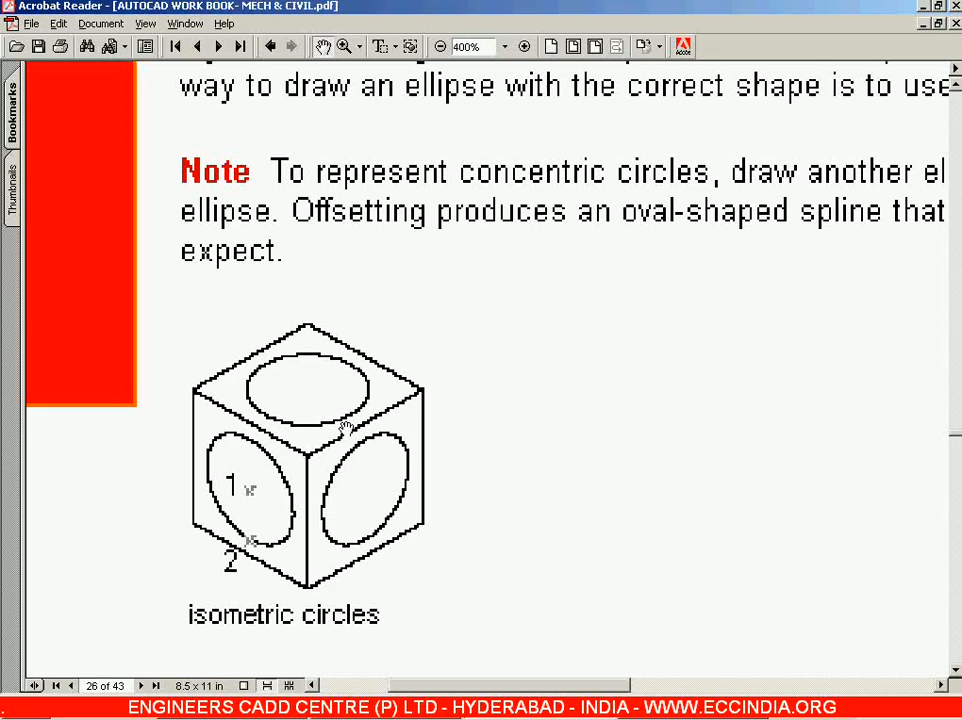 Acrobat Reader - [AUTOCAD WORK BOOK- MECH & CIVIL.pdf]
File Edit Document View Window Help
400%
Bookmarks
Thumbnails
way to draw an ellipse with the correct shape is to use
Note To represent concentric circles, draw another el
ellipse. Offsetting produces an oval-shaped spline that
expect.
1
2
isometric circles
26 of 43 8.5 x 11 in
. ENGINEERS CADD CENTRE (P) LTD- HYDERABAD - INDIA - WWW.ECCINDIA.ORG